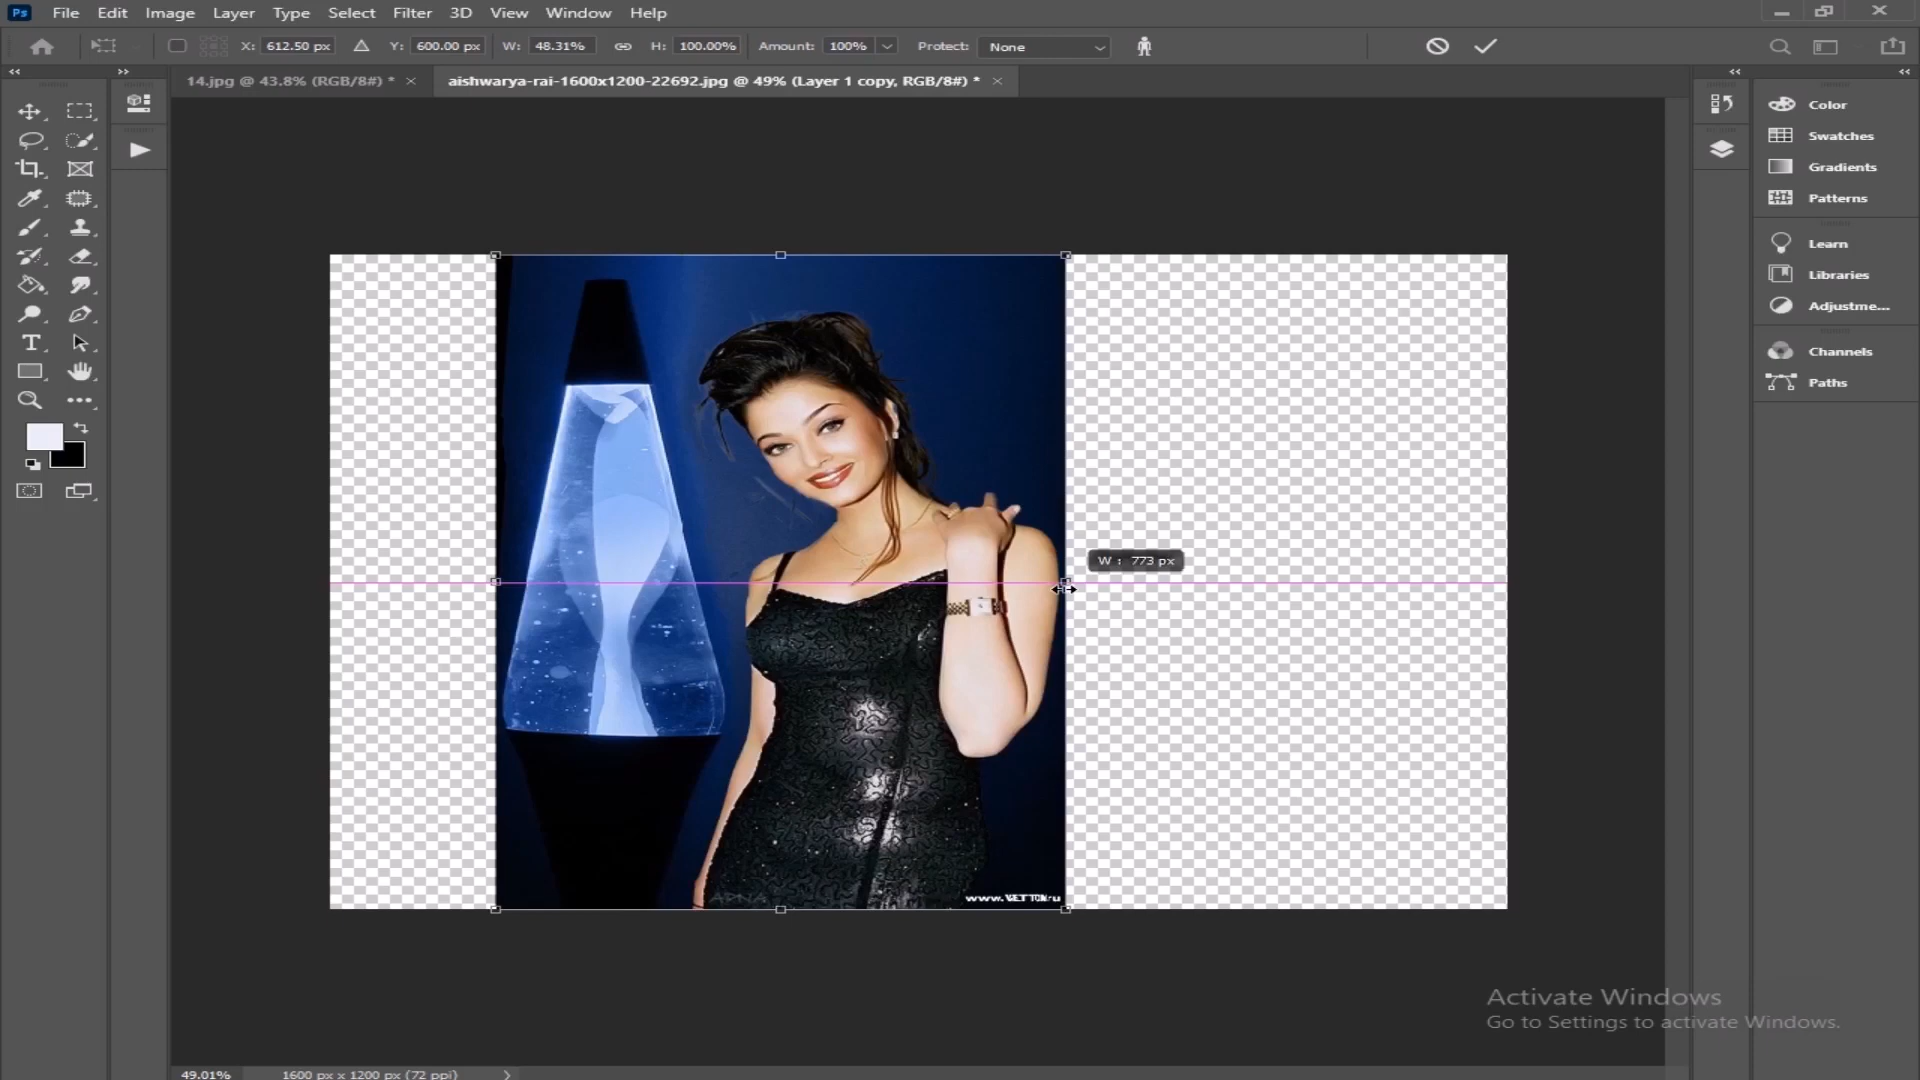 Ps File Edit Image Layer Type Select Filter 3D View Window Help
X: 612.50 px Y: 600.00 px W: 48.31% H: 100.00% Amount: 100% Protect: None
14.jpg @ 43.8% (RGB/8#) * aishwarya-rai-1600x1200-22692.jpg @ 49% (Layer 1 copy, RGB/8#) *
Color
Swatches
Gradients
Patterns
Learn
Libraries
Adjustme...
Channels
Paths
T
W : 773 px
Activate Windows
Go to Settings to activate Windows.
49.01% 1600 px x 1200 px (72 ppi)